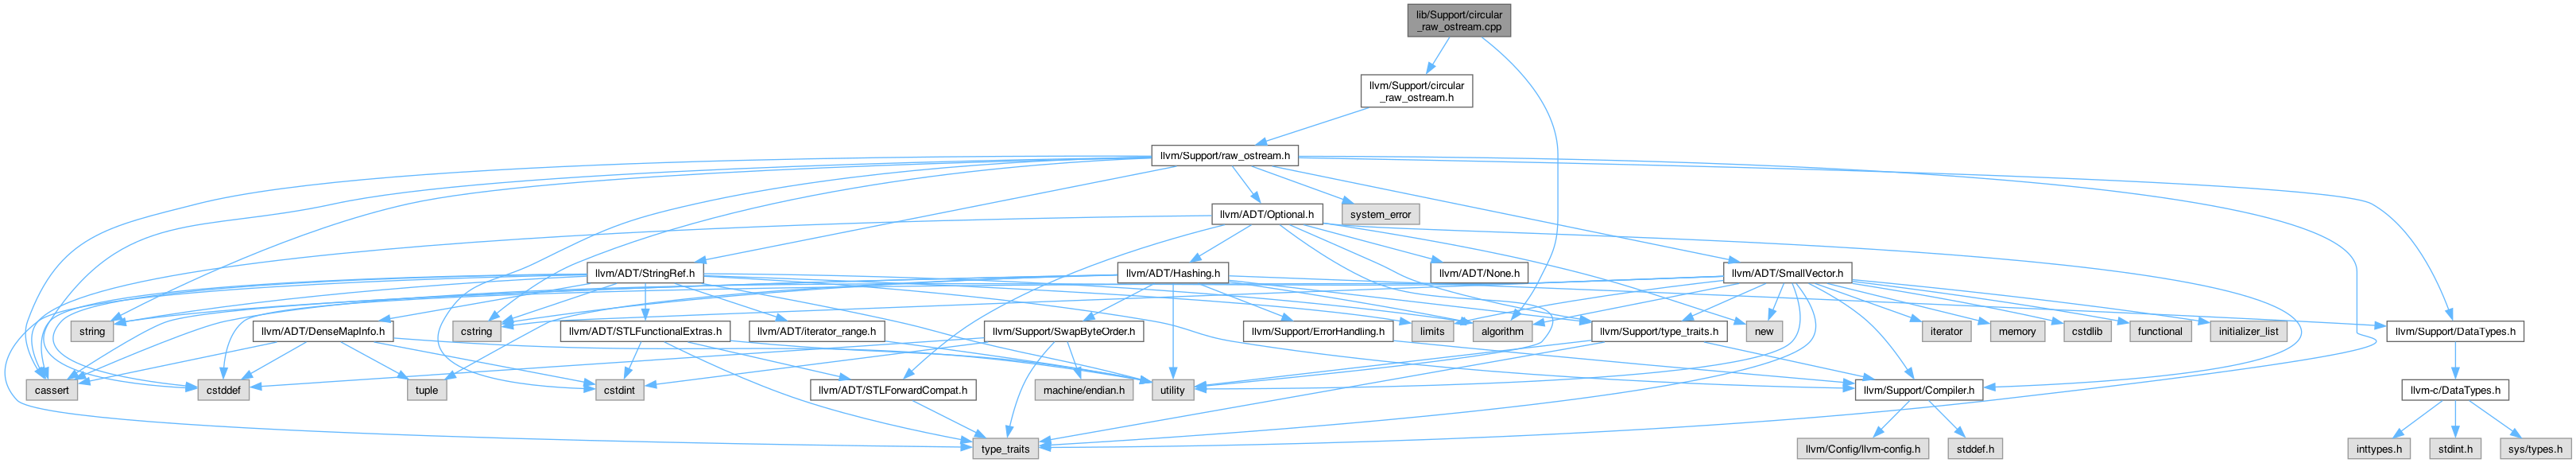 lib/Support/circular
_raw_ostream.cpp
llvm/Support/circular
_raw_ostream.h
llvm/Support/raw_ostream.h
llvm/ADT/Optional.h
system_error
llvm/ADT/StringRef.h
llvm/ADT/Hashing.h
llvm/ADT/None.h
llvm/ADT/SmallVector.h
string
llvm/ADT/DenseMapInfo.h
cstring
llvm/ADT/STLFunctionalExtras.h
llvm/ADT/iterator_range.h
llvm/Support/SwapByteOrder.h
llvm/Support/ErrorHandling.h
limits
algorithm
llvm/Support/type_traits.h
new
iterator
memory
cstdlib
functional
initializer_list
llvm/Support/DataTypes.h
cassert
cstddef
tuple
cstdint
llvm/ADT/STLForwardCompat.h
machine/endian.h
utility
llvm/Support/Compiler.h
llvm-c/DataTypes.h
type_traits
llvm/Config/llvm-config.h
stddef.h
inttypes.h
stdint.h
sys/types.h